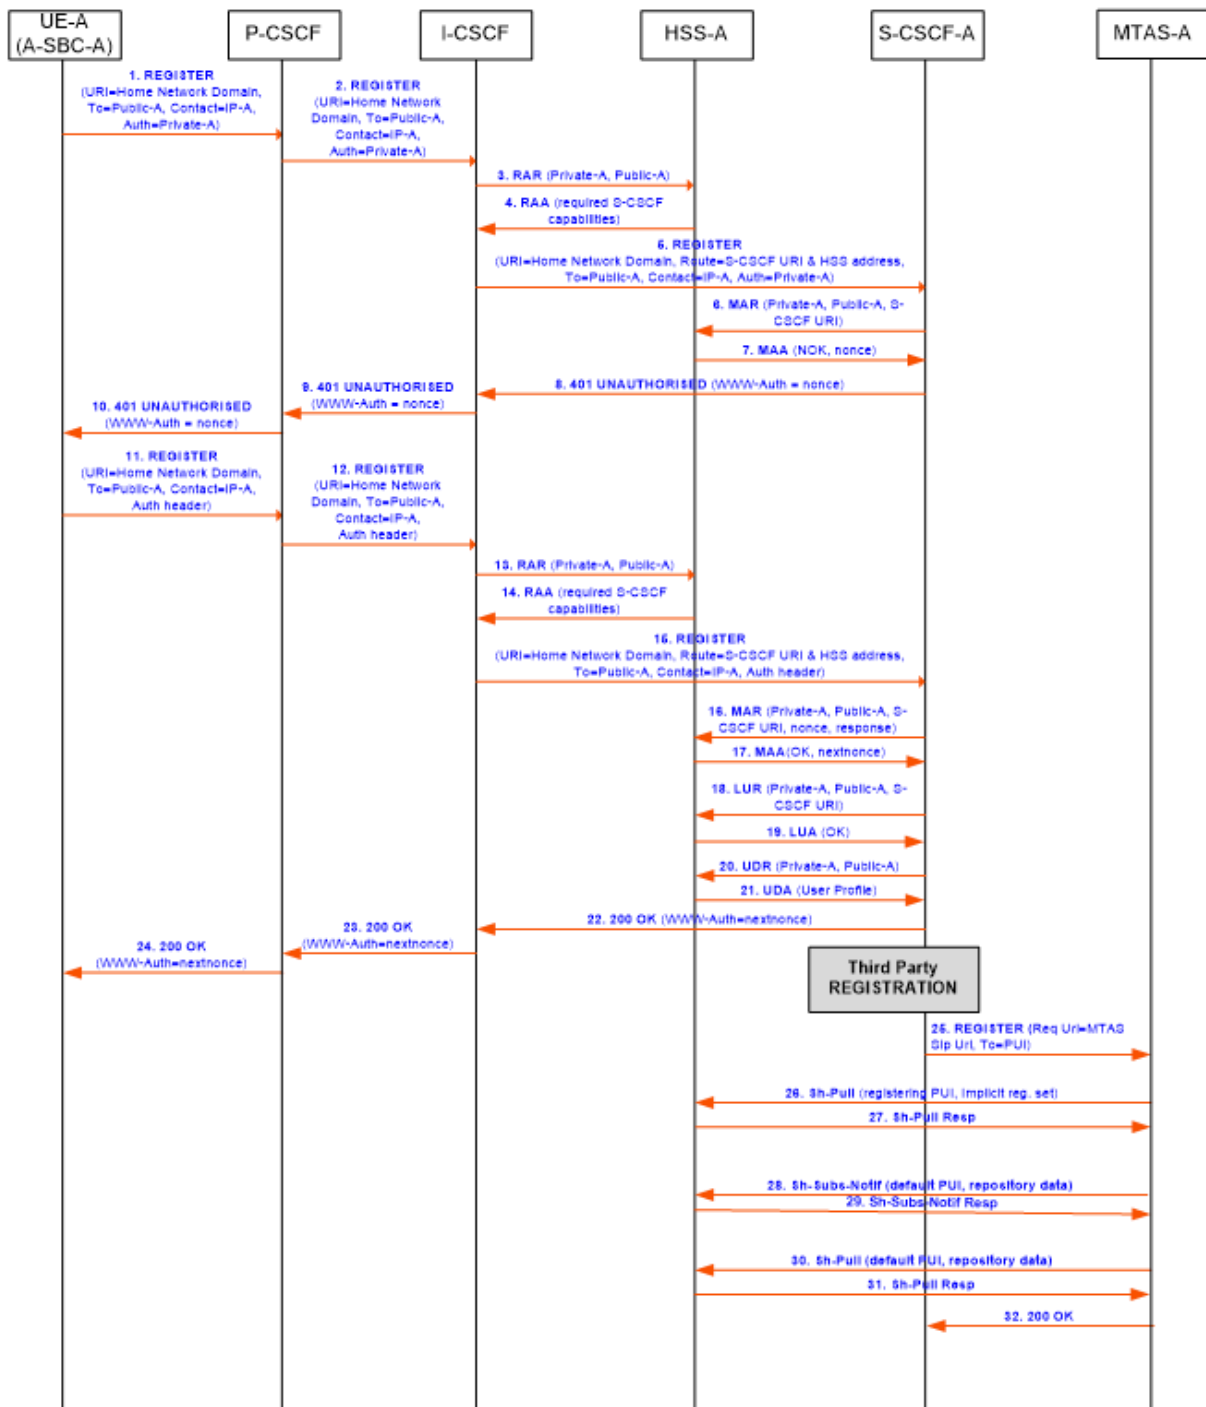 UE-A
(A-SBC-A)
P-CSCF
I-CSCF
HSS-A
S-CSCF-A
MTAS-A
1. REGISTER
(URI=Home Network Domain,
To=Public-A, Contact=IP-A,
Auth=Private-A)
2. REGISTER
(URI=Home Network
Domain, To=Public-A,
Contact=IP-A,
Auth=Private-A)
3. RAR (Private-A, Public-A)
4. RAA (required S-CSCF
capabilities)
5. REGISTER
(URI=Home Network Domain, Route=S-CSCF URI & HSS address,
To=Public-A, Contact=IP-A, Auth=Private-A)
6. MAR (Private-A, Public-A, S-
CSCF URI)
7. MAA (NOK, nonce)
8. 401 UNAUTHORISED (WWW-Auth = nonce)
9. 401 UNAUTHORISED
(WWW-Auth = nonce)
10. 401 UNAUTHORISED
(WWW-Auth = nonce)
11. REGISTER
(URI=Home Network Domain,
To=Public-A, Contact=IP-A,
Auth header)
12. REGISTER
(URI=Home Network
Domain, To=Public-A,
Contact=IP-A,
Auth header)
13. RAR (Private-A, Public-A)
14. RAA (required S-CSCF
capabilities)
15. REGISTER
(URI=Home Network Domain, Route=S-CSCF URI & HSS address,
To=Public-A, Contact=IP-A, Auth header)
16. MAR (Private-A, Public-A, S-
CSCF URI, nonce, response)
17. MAA(OK, nextnonce)
18. LUR (Private-A, Public-A, S-
CSCF URI)
19. LUA (OK)
20. UDR (Private-A, Public-A)
21. UDA (User Profile)
22. 200 OK (WWW-Auth=nextnonce)
23. 200 OK
(WWW-Auth=nextnonce)
24. 200 OK
(WWW-Auth=nextnonce)
Third Party
REGISTRATION
25. REGISTER (Req Uri=MTAS
Sip Uri, To=PUI)
26. Sh-Pull (registering PUI, implicit reg. set)
27. Sh-Pull Resp
28. Sh-Subs-Notif (default PUI, repository data)
29. Sh-Subs-Notif Resp
30. Sh-Pull (default PUI, repository data)
31. Sh-Pull Resp
32. 200 OK